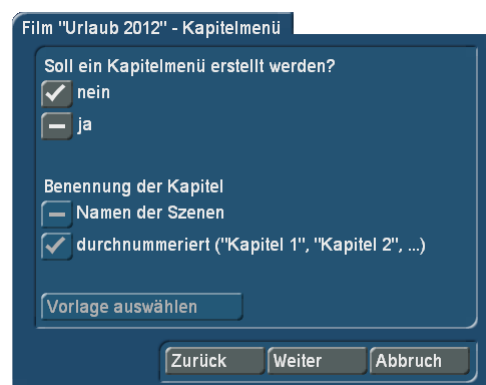 Film "Urlaub 2012" - Kapitelmenü
Soll ein Kapitelmenü erstellt werden?
nein
ja
Benennung der Kapitel
Namen der Szenen
durchnummeriert ("Kapitel 1", "Kapitel 2", ...)
Vorlage auswählen
Zurück Weiter Abbruch